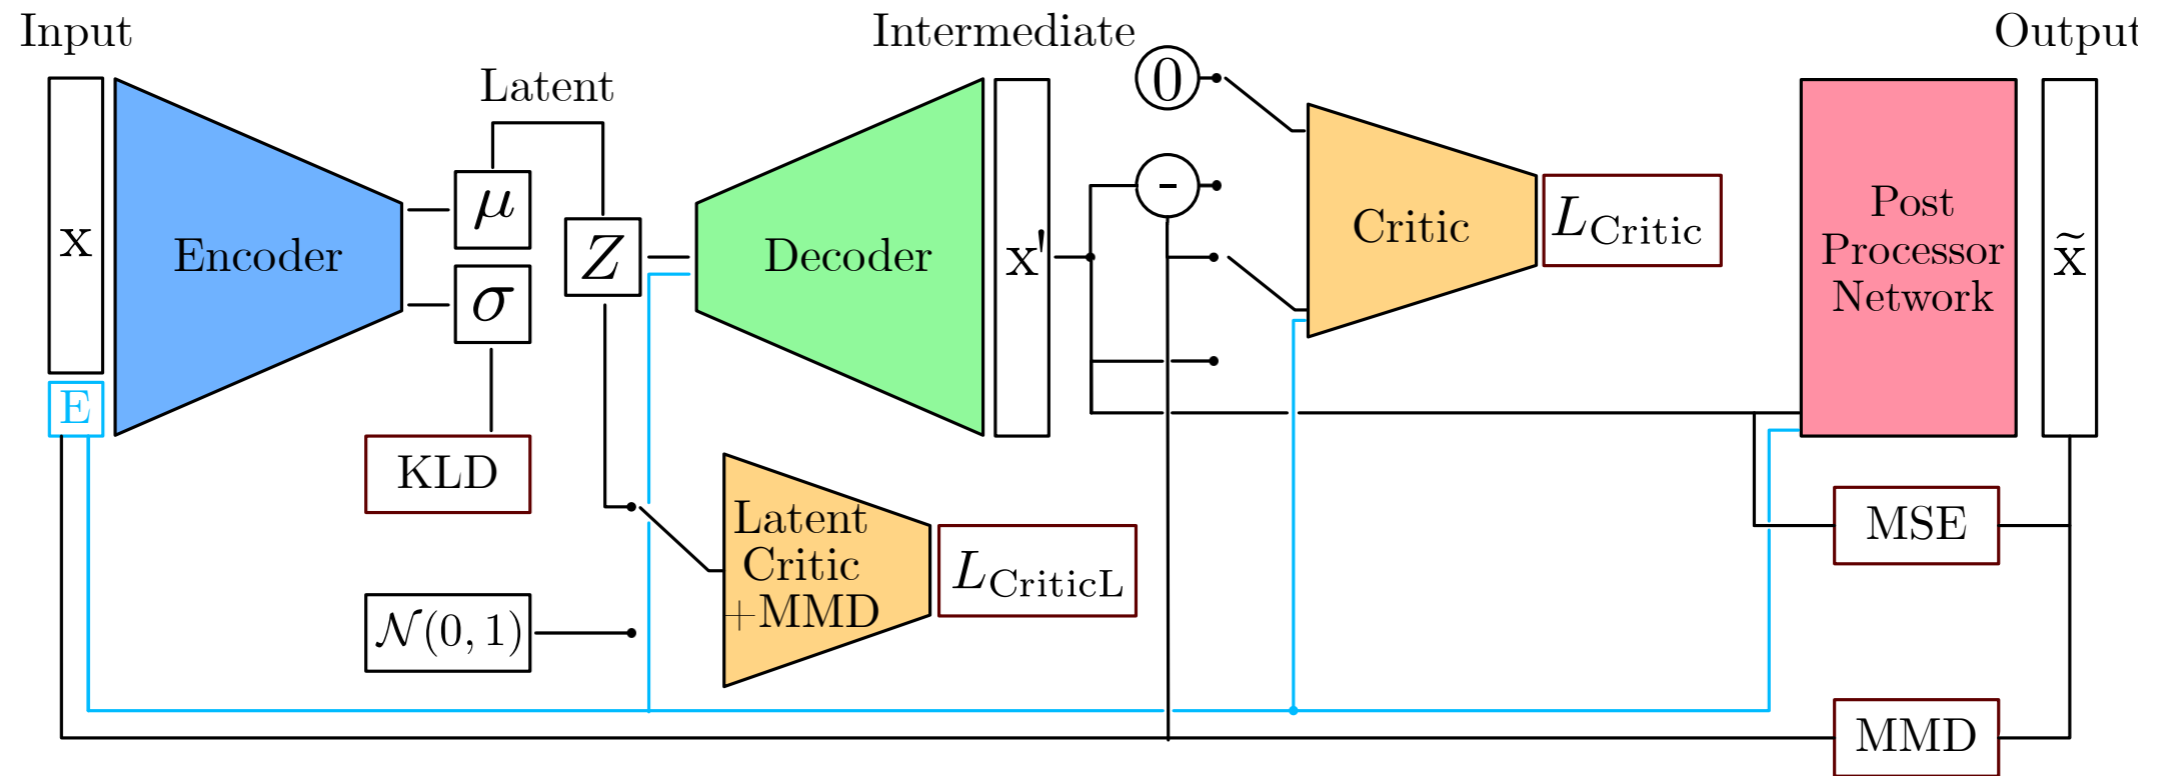 Input
Intermediate
Output
Latent
0
x
Encoder
μ
σ
Z
Decoder
x'
-
Critic
L_Critic
Post
Processor
Network
x̃
E
KLD
Latent
Critic
+MMD
L_CriticL
MSE
𝒩(0, 1)
MMD